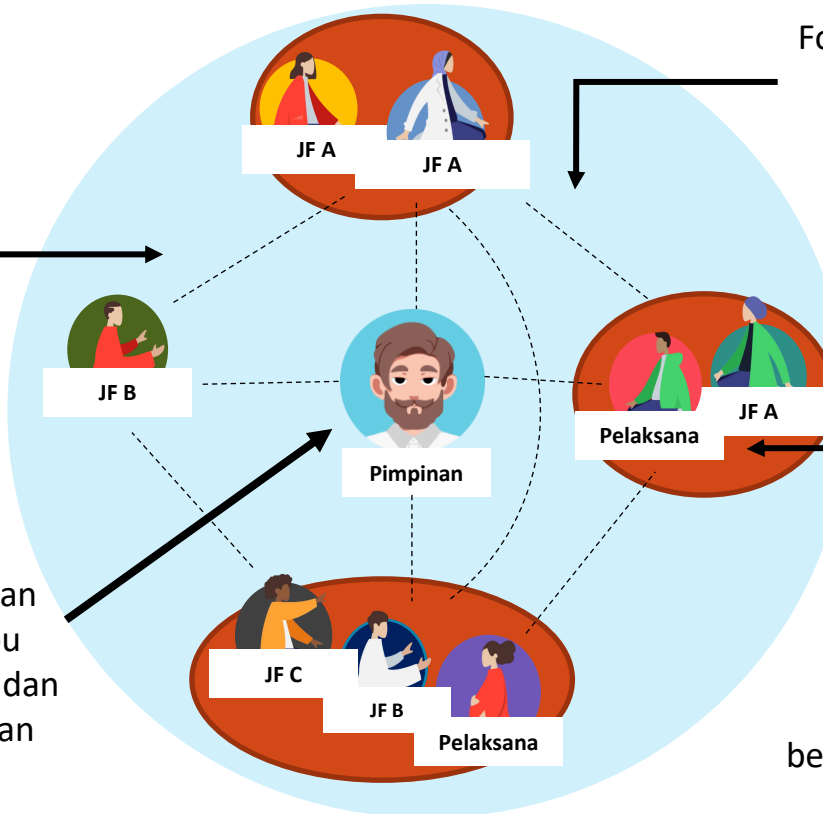 Fo
JF A
JF A
JF B
Pelaksana
JF A
Pimpinan
an
dan
an
JF C
JF B
Pelaksana
be